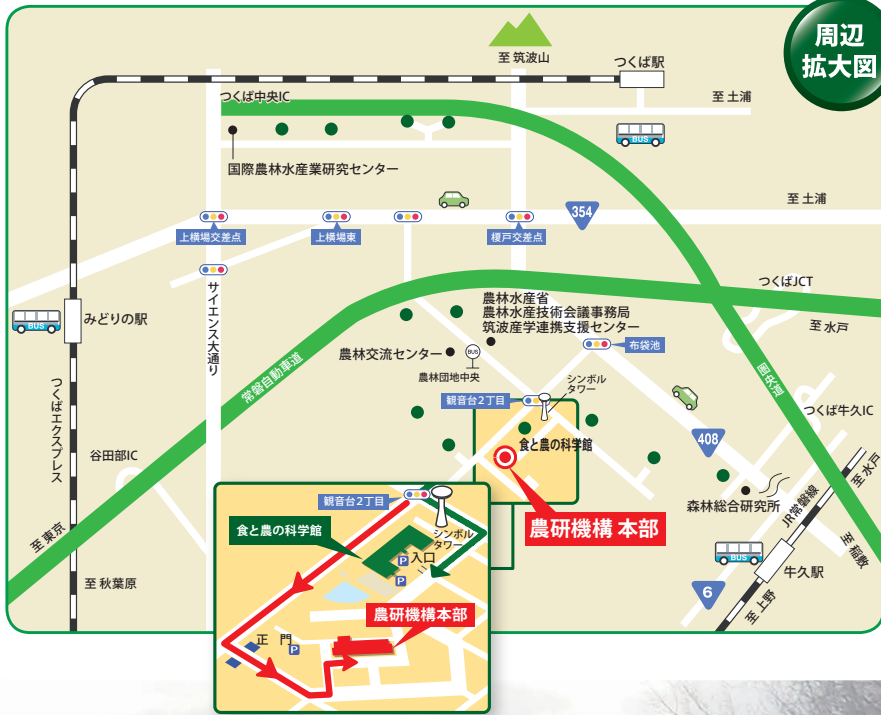 周辺
拡大図
至 筑波山
つくば駅
つくば中央IC
至 土浦
BUS
国際農林水産業研究センター
354
至 土浦
上横場交差点
上横場東
榎戸交差点
サイエンス大通り
つくばJCT
農林水産省
農林水産技術会議事務局
筑波産学連携支援センター
BUS
みどりの駅
至 水戸
布袋池
農林交流センター
BUS
農林団地中央
常磐自動車道
圏央道
シンボル
タワー
観音台2丁目
つくばエクスプレス
つくば牛久IC
408
食と農の科学館
谷田部IC
至 水戸
森林総合研究所
JR常磐線
観音台2丁目
農研機構 本部
至 東京
食と農の科学館
シンボル
タワー
入口
P
P
BUS
至 稲敷
牛久駅
至 秋葉原
6
至 上野
農研機構本部
正 門
P